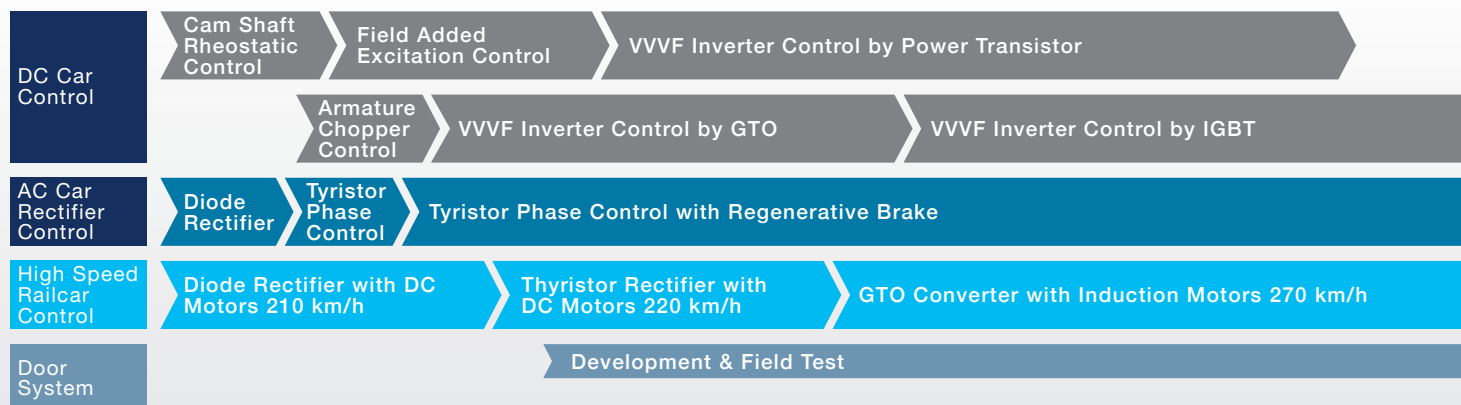 DC Car
Control
Cam Shaft
Rheostatic
Control
Field Added
Excitation Control
VVVF Inverter Control by Power Transistor
Armature
Chopper
Control
VVVF Inverter Control by GTO
VVVF Inverter Control by IGBT
AC Car
Rectifier
Control
Diode
Rectifier
Tyristor
Phase
Control
Tyristor Phase Control with Regenerative Brake
High Speed
Railcar
Control
Diode Rectifier with DC
Motors 210 km/h
Thyristor Rectifier with
DC Motors 220 km/h
GTO Converter with Induction Motors 270 km/h
Door
System
Development & Field Test